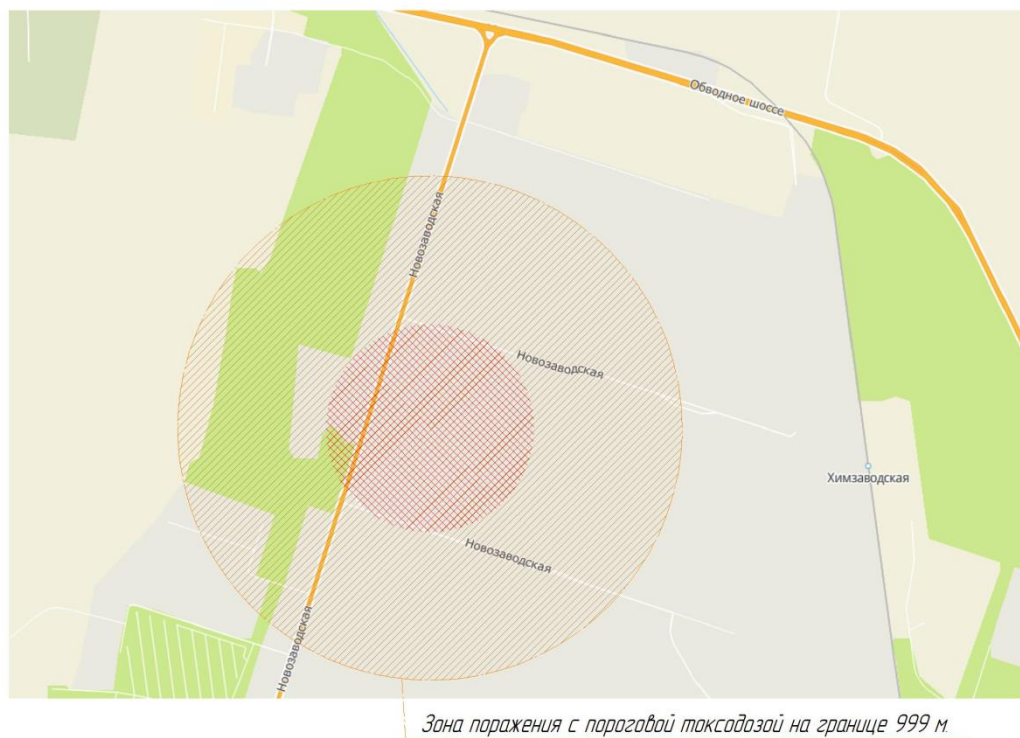 Обводное шоссе
Новозаводская
Новозаводская
Химзаводская
Новозаводская
Новозаводская
Зона поражения с пороговой токсодозой на границе 999 м.